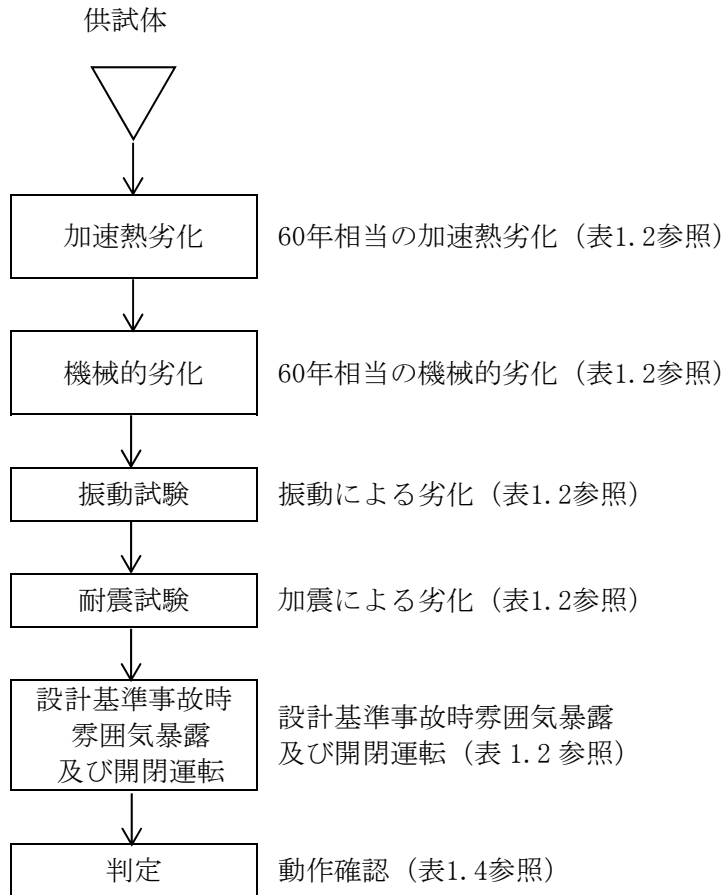 供試体
加速熱劣化
60年相当の加速熱劣化（表1.2参照）
機械的劣化
60年相当の機械的劣化（表1.2参照）
振動試験
振動による劣化（表1.2参照）
耐震試験
加震による劣化（表1.2参照）
設計基準事故時
雰囲気暴露
及び開閉運転
設計基準事故時雰囲気暴露
及び開閉運転（表 1.2 参照）
判定
動作確認（表1.4参照）